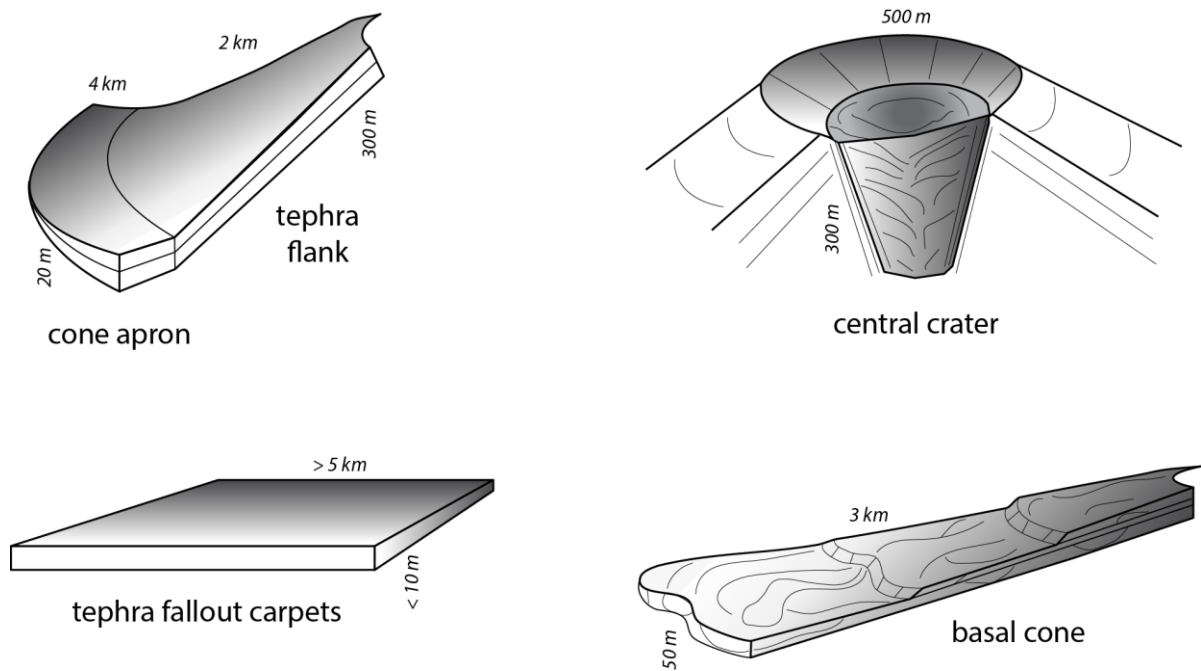 2 km
4 km
300 m
tephra
flank
20 m
cone apron
500 m
300 m
central crater
> 5 km
< 10 m
tephra fallout carpets
3 km
50 m
basal cone